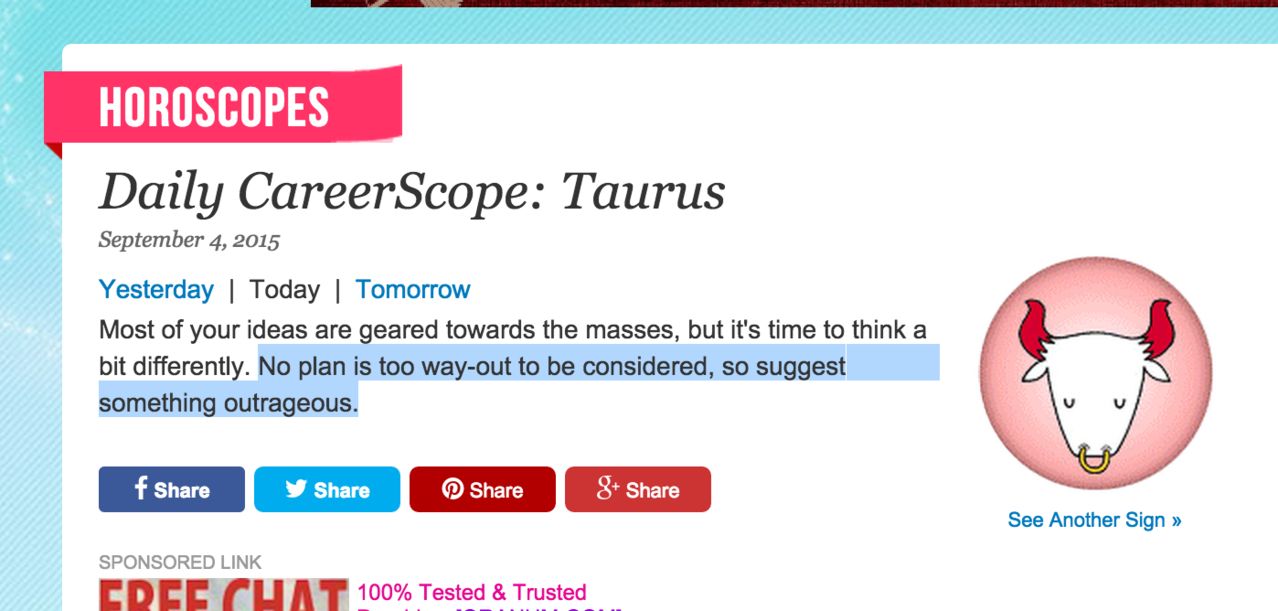 HOROSCOPES
Daily CareerScope: Taurus
September 4, 2015
Yesterday | Today | Tomorrow
Most of your ideas are geared towards the masses, but it's time to think a
bit differently. No plan is too way-out to be considered, so suggest
something outrageous.
f Share
Share
Share
g+ Share
See Another Sign »
SPONSORED LINK
FREE CHAT
100% Tested & Trusted